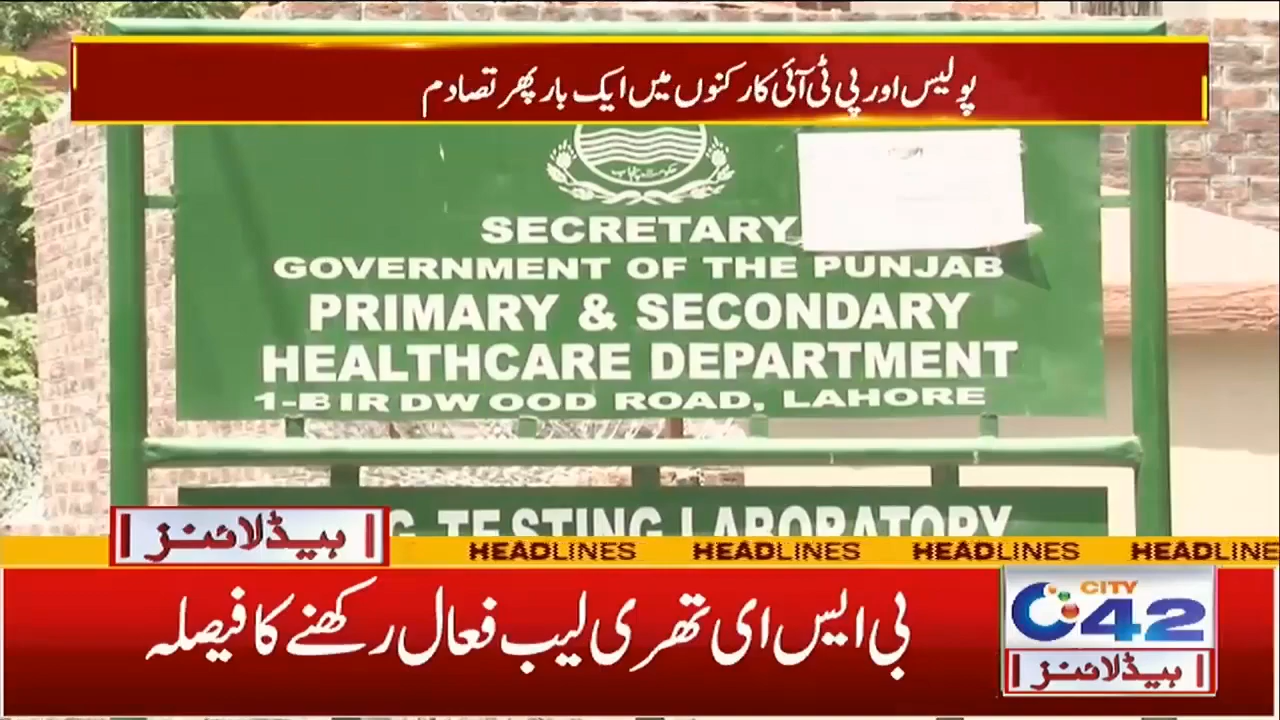 پولیس اور پی ٹی آئی کارکنوں میں ایک بار پھر تصادم
SECRETARY
GOVERNMENT OF THE PUNJAB
PRIMARY & SECONDARY
HEALTHCARE DEPARTMENT
1-BIRDWOOD ROAD, LAHORE
TESTING LABORATORY
ہیڈلائنز
HEADLINES HEADLINES HEADLINES HEADLINE
بی ایس ای تھری لیب فعال رکھنے کا فیصلہ
CITY
42
ہیڈلائنز